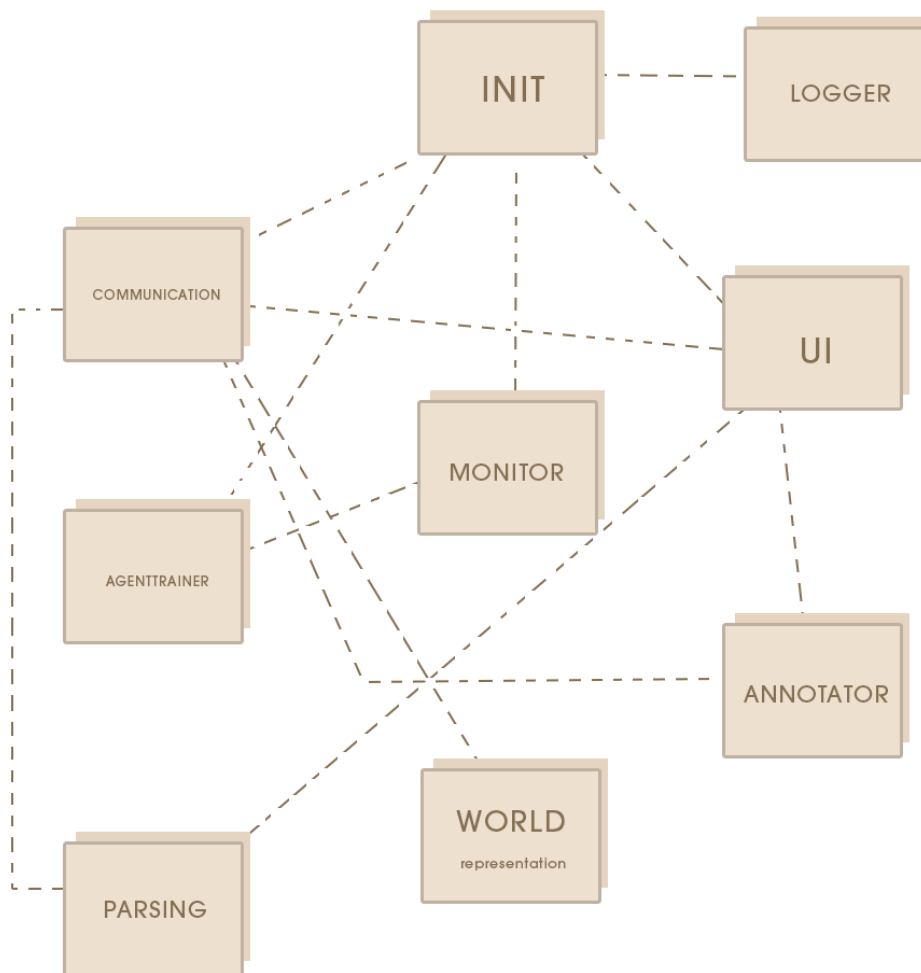 INIT
LOGGER
COMMUNICATION
UI
MONITOR
AGENTTRAINER
ANNOTATOR
WORLD
representation
PARSING